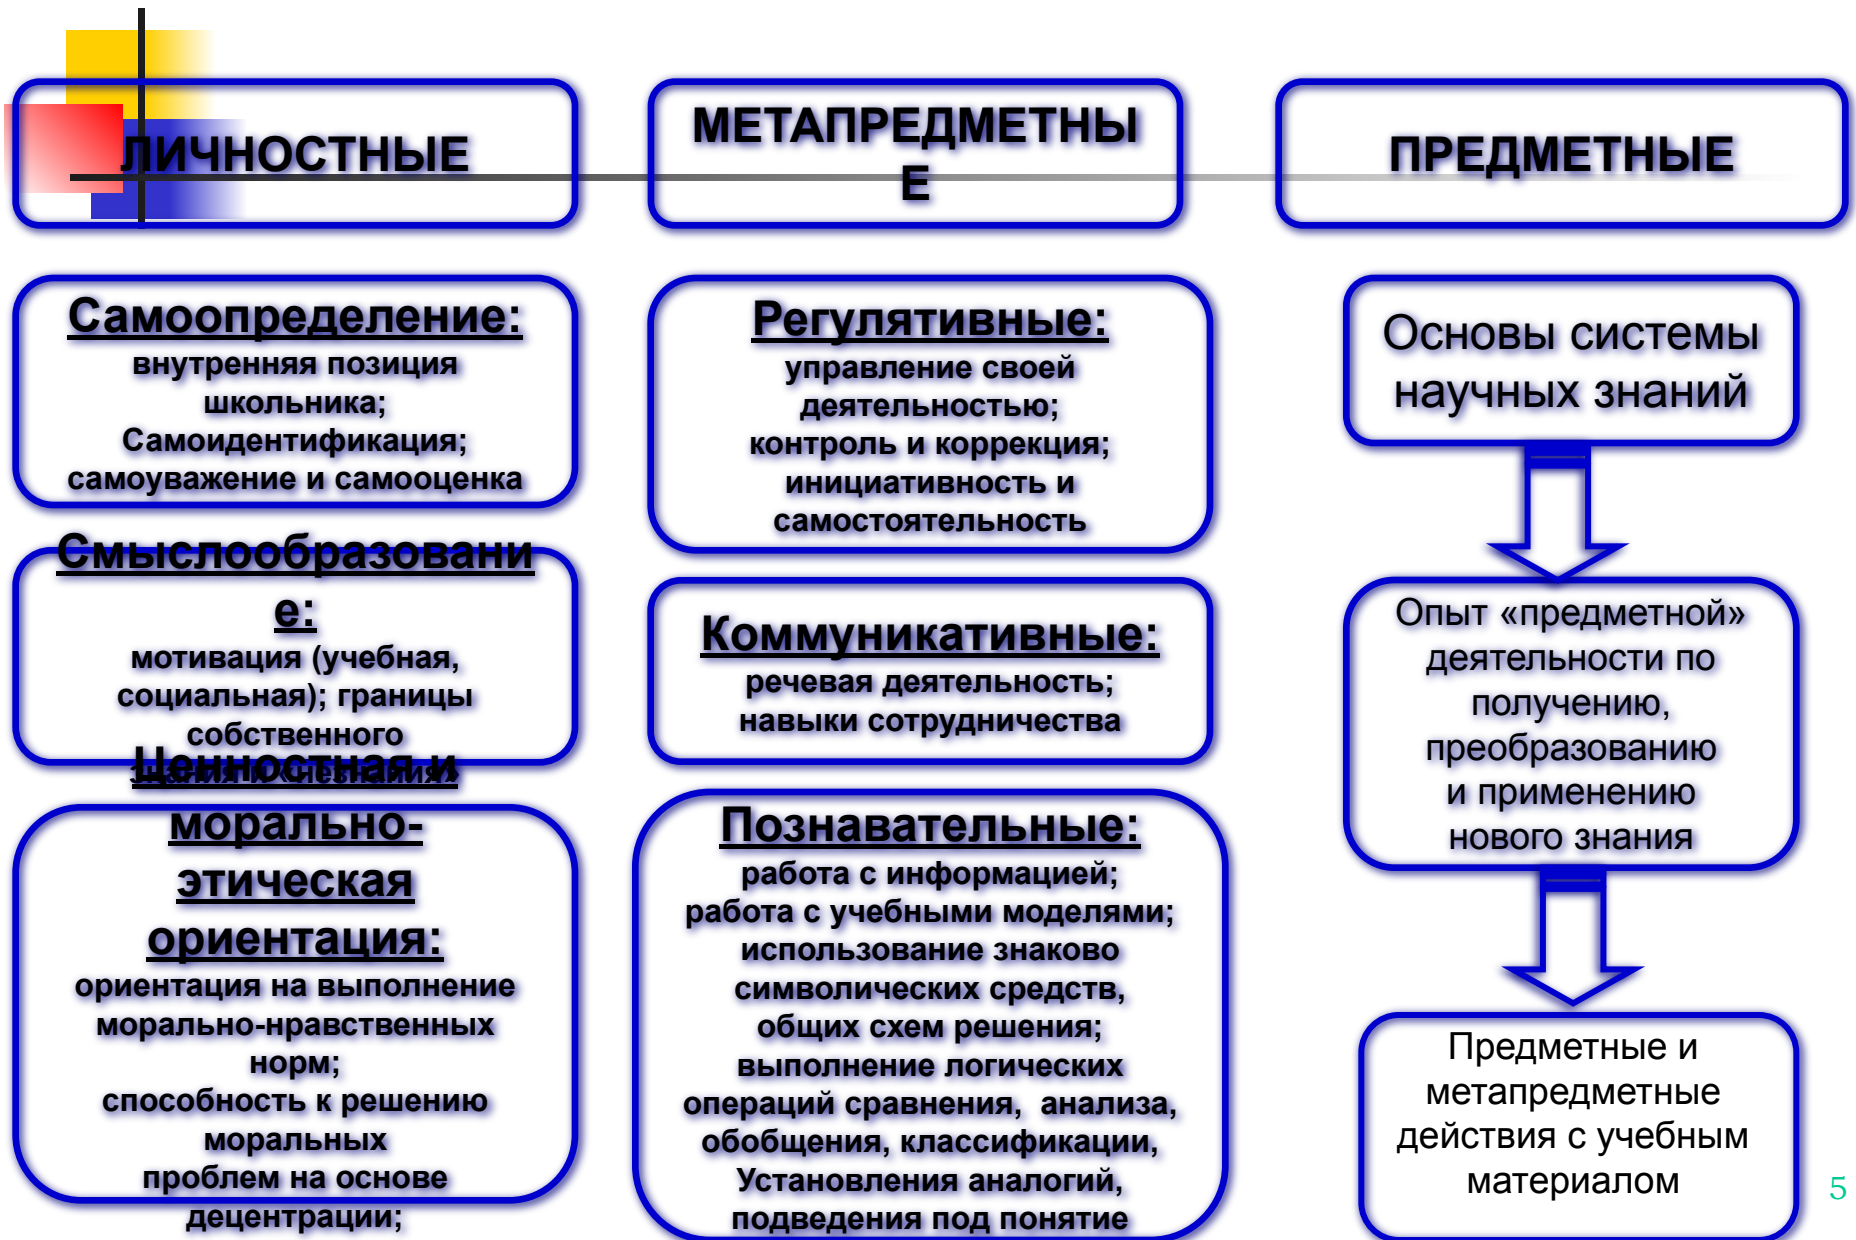 ЛИЧНОСТНЫЕ
Самоопределение:
внутренняя позиция
школьника;
Самоидентификация;
самоуважение и самооценка
Смыслообразовани
е:
мотивация (учебная,
социальная); границы
собственного
знания и «незнания»
Ценностная и
морально-
этическая
ориентация:
ориентация на выполнение
морально-нравственных
норм;
способность к решению
моральных
проблем на основе
децентрации;
МЕТАПРЕДМЕТНЫ
Е
Регулятивные:
управление своей
деятельностью;
контроль и коррекция;
инициативность и
самостоятельность
Коммуникативные:
речевая деятельность;
навыки сотрудничества
Познавательные:
работа с информацией;
работа с учебными моделями;
использование знаково
символических средств,
общих схем решения;
выполнение логических
операций сравнения,  анализа,
обобщения, классификации,
Установления аналогий,
подведения под понятие
ПРЕДМЕТНЫЕ
Основы системы
научных знаний
Опыт «предметной»
деятельности по
получению,
преобразованию
и применению
нового знания
Предметные и
метапредметные
действия с учебным
материалом
5